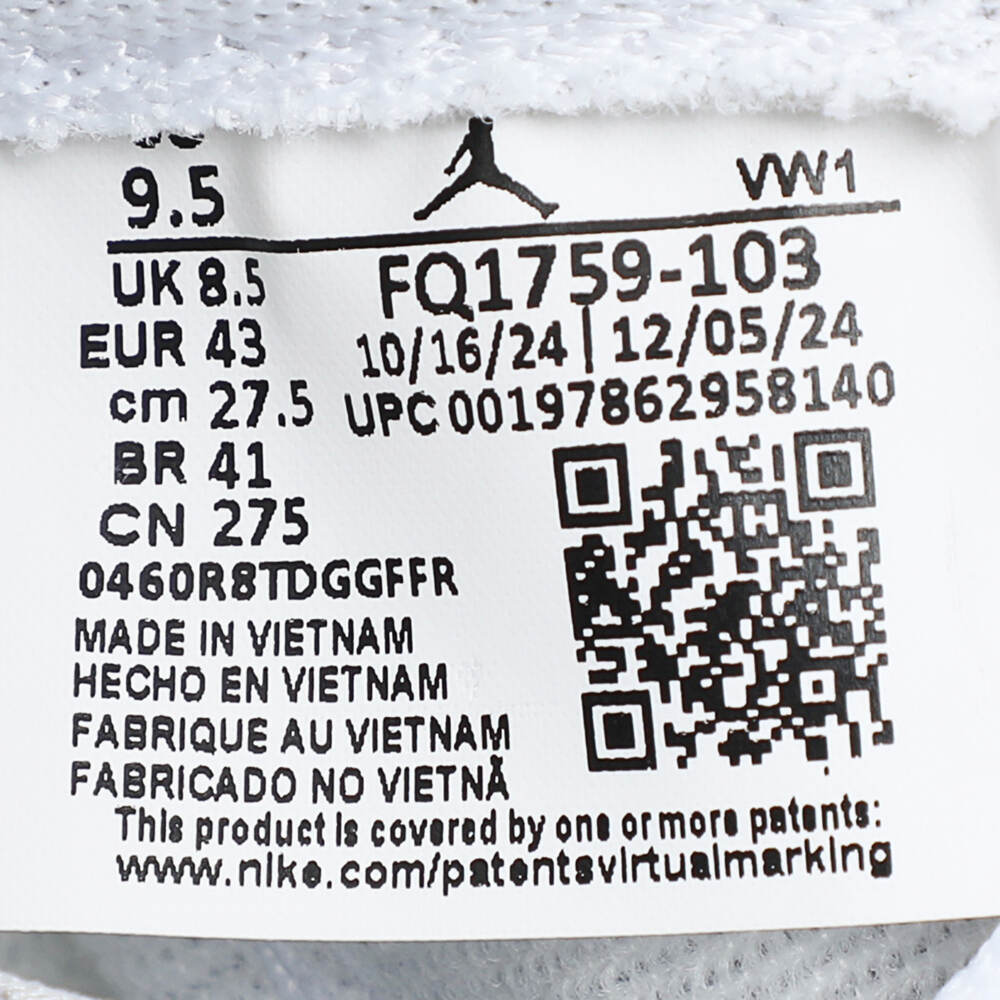 9.5
VW1
UK 8.5
FQ1759-103
EUR 43
10/16/24 | 12/05/24
cm 27.5
UPC 00197862958140
BR 41
CN 275
0460R8TDGGFFR
MADE IN VIETNAM
HECHO EN VIETNAM
FABRIQUE AU VIETNAM
FABRICADO NO VIETNÃ
This product is covered by one or more patents:
www.nike.com/patentsvirtualmarking